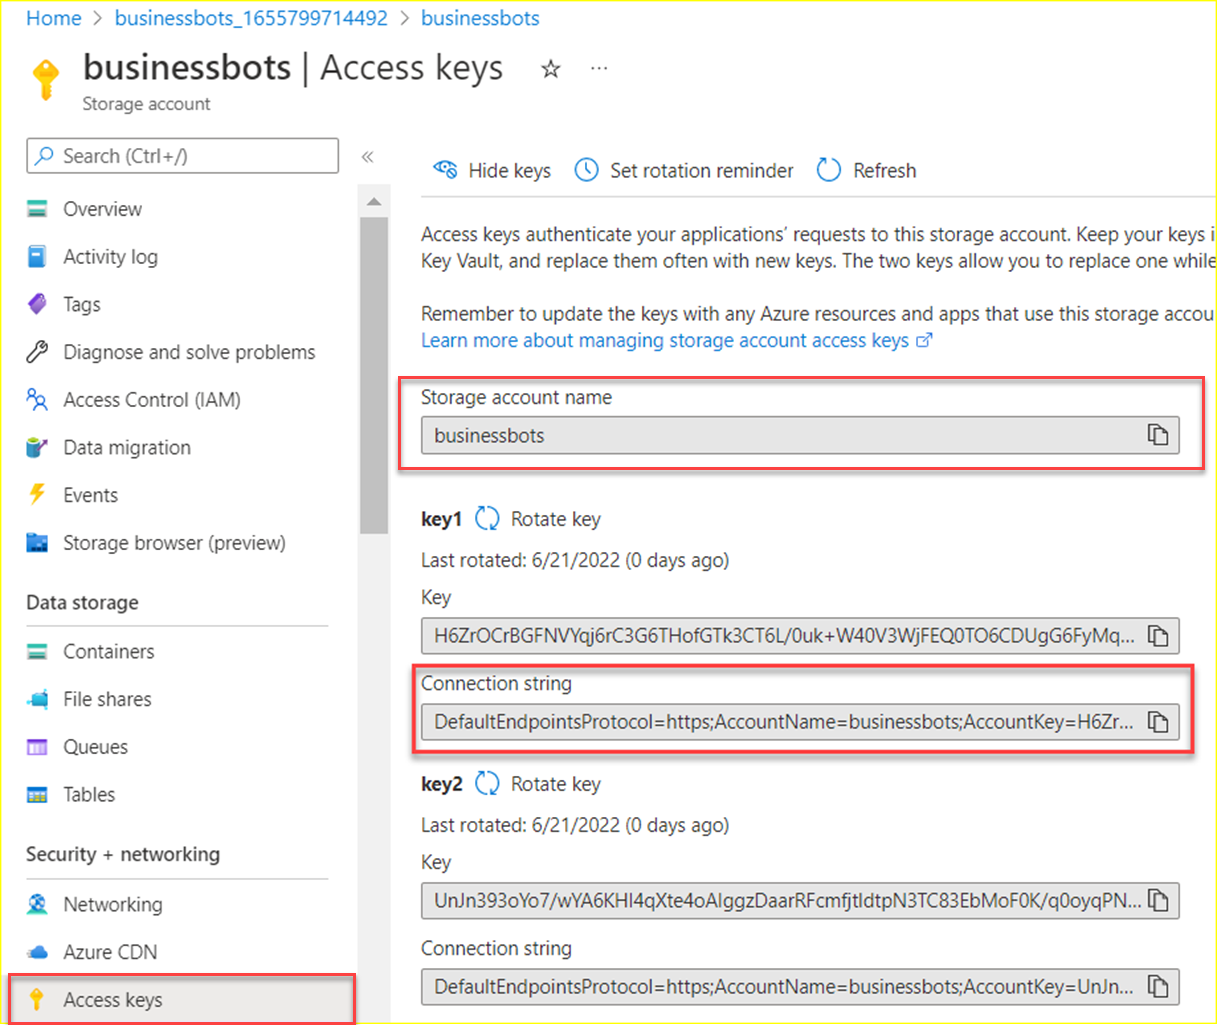 Home > businessbots_1655799714492 > businessbots
businessbots | Access keys ☆ ...
Storage account
Search (Ctrl+/) «
Overview
Activity log
Tags
Diagnose and solve problems
Access Control (IAM)
Data migration
Events
Storage browser (preview)
Data storage
Containers
File shares
Queues
Tables
Security + networking
Networking
Azure CDN
Access keys
Hide keys Set rotation reminder Refresh
Access keys authenticate your applications’ requests to this storage account. Keep your keys i
Key Vault, and replace them often with new keys. The two keys allow you to replace one while
Remember to update the keys with any Azure resources and apps that use this storage accou
Learn more about managing storage account access keys
Storage account name
businessbots
key1 Rotate key
Last rotated: 6/21/2022 (0 days ago)
Key
H6ZrOCrBGFNVYqj6rC3G6THofGTk3CT6L/0uk+W40V3WjFEQ0TO6CDUgG6FyMq...
Connection string
DefaultEndpointsProtocol=https;AccountName=businessbots;AccountKey=H6Zr...
key2 Rotate key
Last rotated: 6/21/2022 (0 days ago)
Key
UnJn393oYo7/wYA6KHI4qXte4oAlggzDaarRFcmfjtldtpN3TC83EbMoF0K/q0oyqPN...
Connection string
DefaultEndpointsProtocol=https;AccountName=businessbots;AccountKey=UnJn...